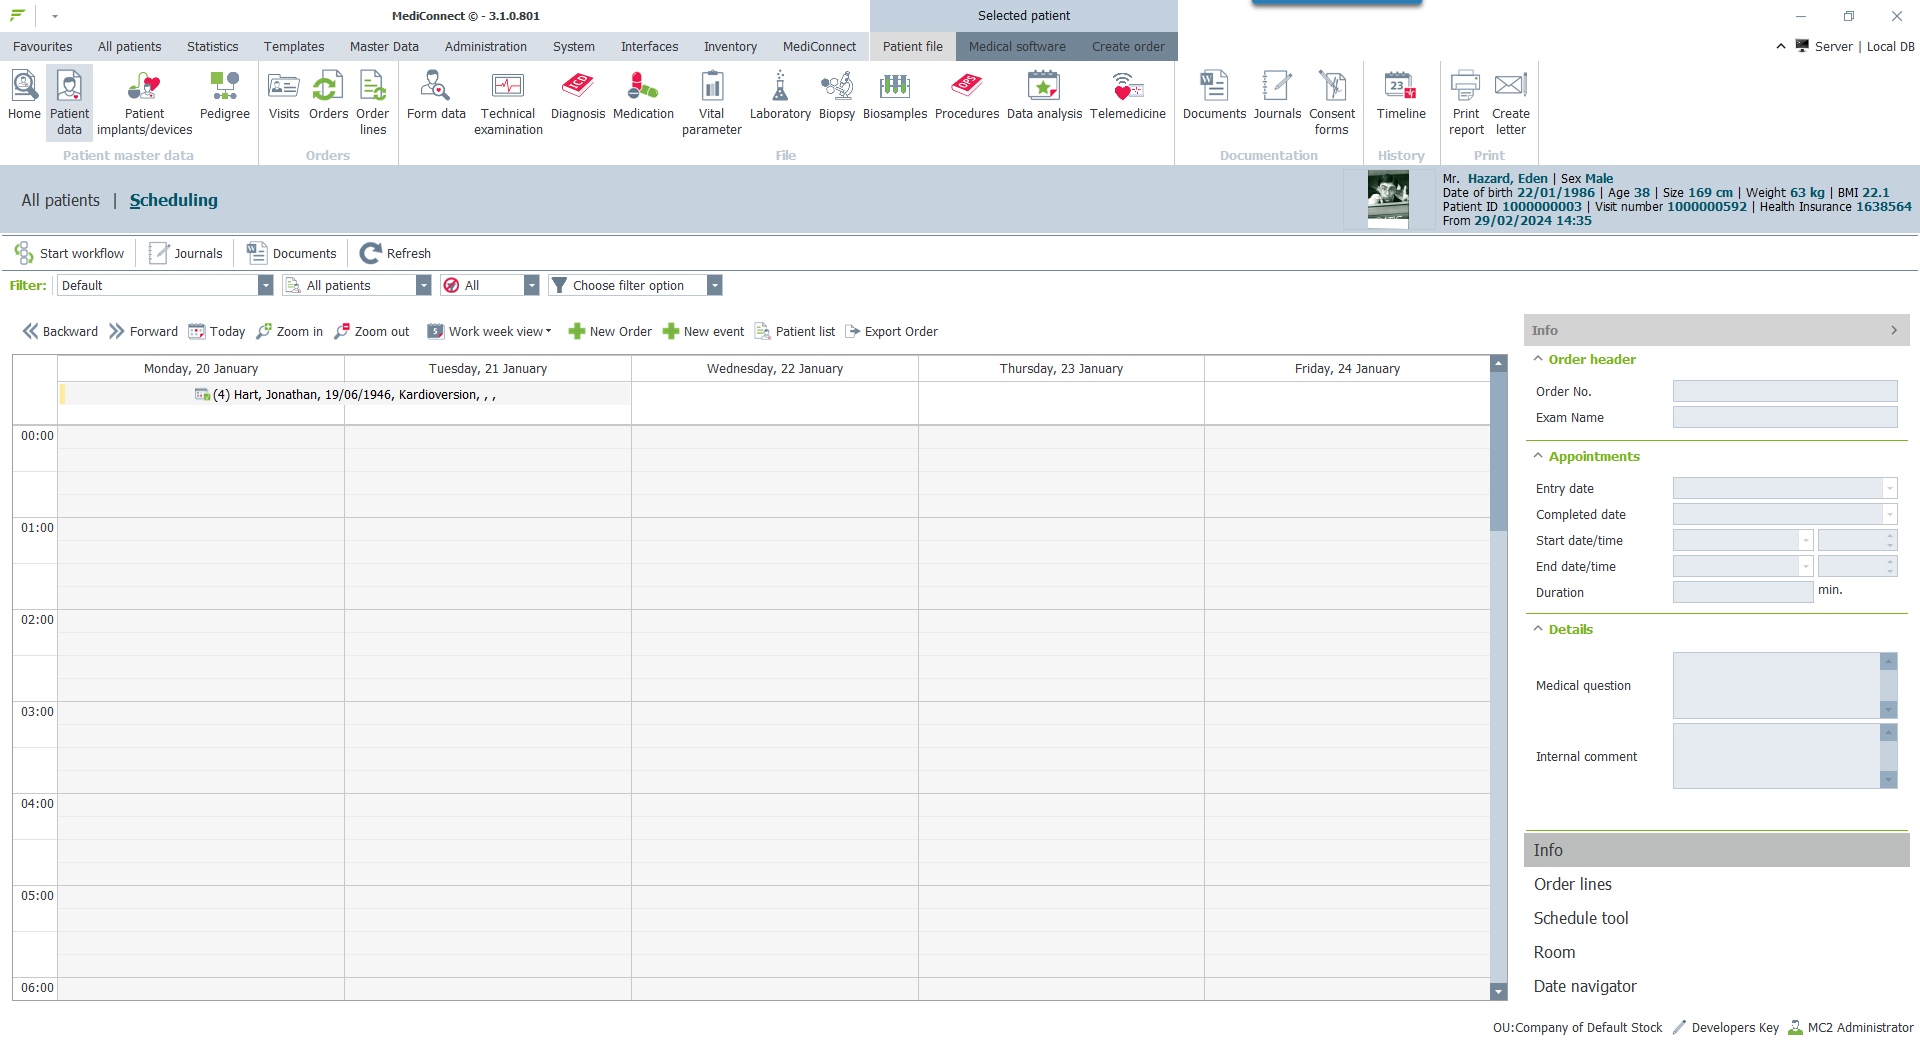 MediConnect © - 3.1.0.801
Selected patient
Favourites All patients Statistics Templates Master Data Administration System Interfaces Inventory MediConnect Patient file Medical software Create order
Server | Local DB
Home
Patient data
Patient implants/devices
Pedigree
Visits
Orders
Order lines
Form data
Technical examination
Diagnosis
Medication
Vital parameter
Laboratory
Biopsy
Biosamples
Procedures
Data analysis
Telemedicine
Documents
Journals
Consent forms
Timeline
Print report
Create letter
Patient master data Orders File Documentation History Print
All patients | Scheduling
Mr. Hazard, Eden | Sex Male
Date of birth 22/01/1986 | Age 38 | Size 169 cm | Weight 63 kg | BMI 22.1
Patient ID 1000000003 | Visit number 1000000592 | Health Insurance 1638564
From 29/02/2024 14:35
Start workflow Journals Documents Refresh
Filter: Default All patients All Choose filter option
Backward Forward Today Zoom in Zoom out Work week view New Order New event Patient list Export Order
Monday, 20 January Tuesday, 21 January Wednesday, 22 January Thursday, 23 January Friday, 24 January
(4) Hart, Jonathan, 19/06/1946, Kardioversion, , ,
00:00
01:00
02:00
03:00
04:00
05:00
06:00
Info
Order header
Order No.
Exam Name
Appointments
Entry date
Completed date
Start date/time
End date/time
Duration min.
Details
Medical question
Internal comment
Info
Order lines
Schedule tool
Room
Date navigator
OU:Company of Default Stock Developers Key MC2 Administrator